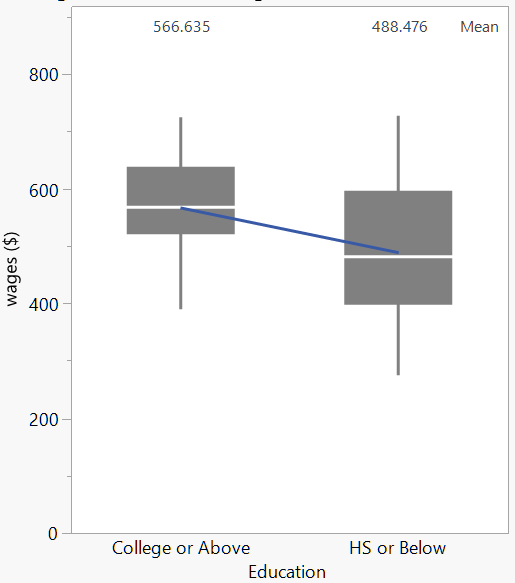 566.635 488.476 Mean
800
600
400
200
0
wages ($)
College or Above HS or Below
Education